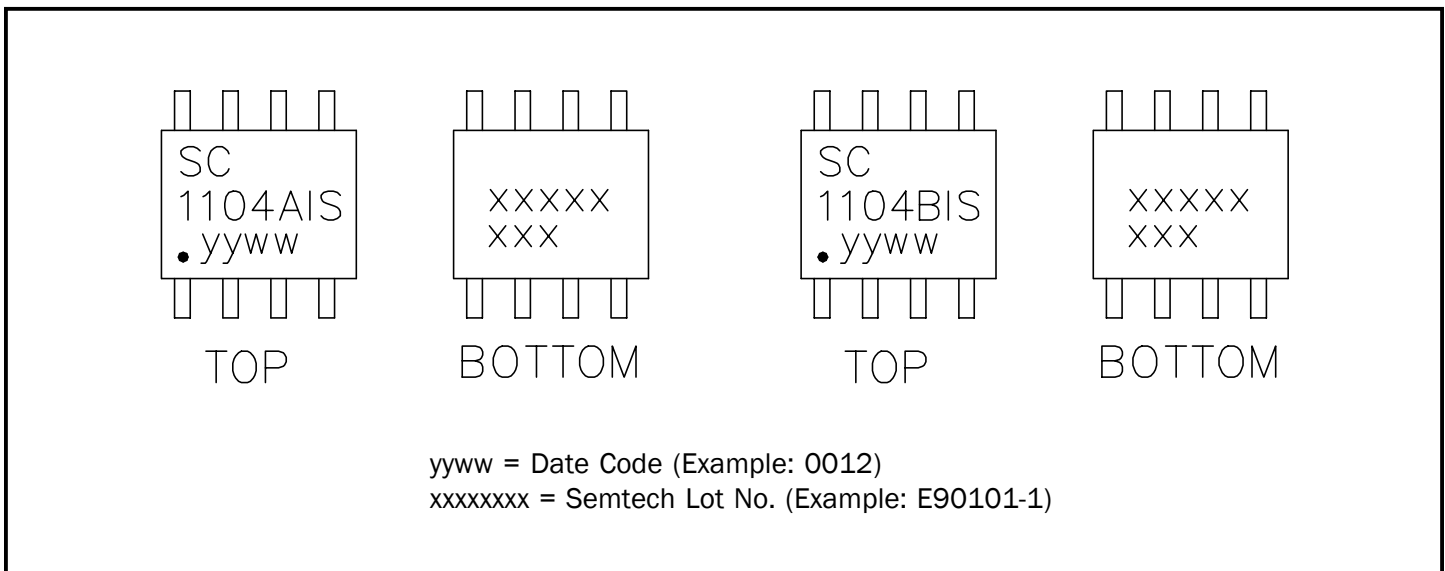 SC
1104AIS
yyww
TOP
xxxxx
xxx
BOTTOM
SC
1104BIS
yyww
TOP
xxxxx
xxx
BOTTOM
yyww = Date Code (Example: 0012)
xxxxxxxx = Semtech Lot No. (Example: E90101-1)